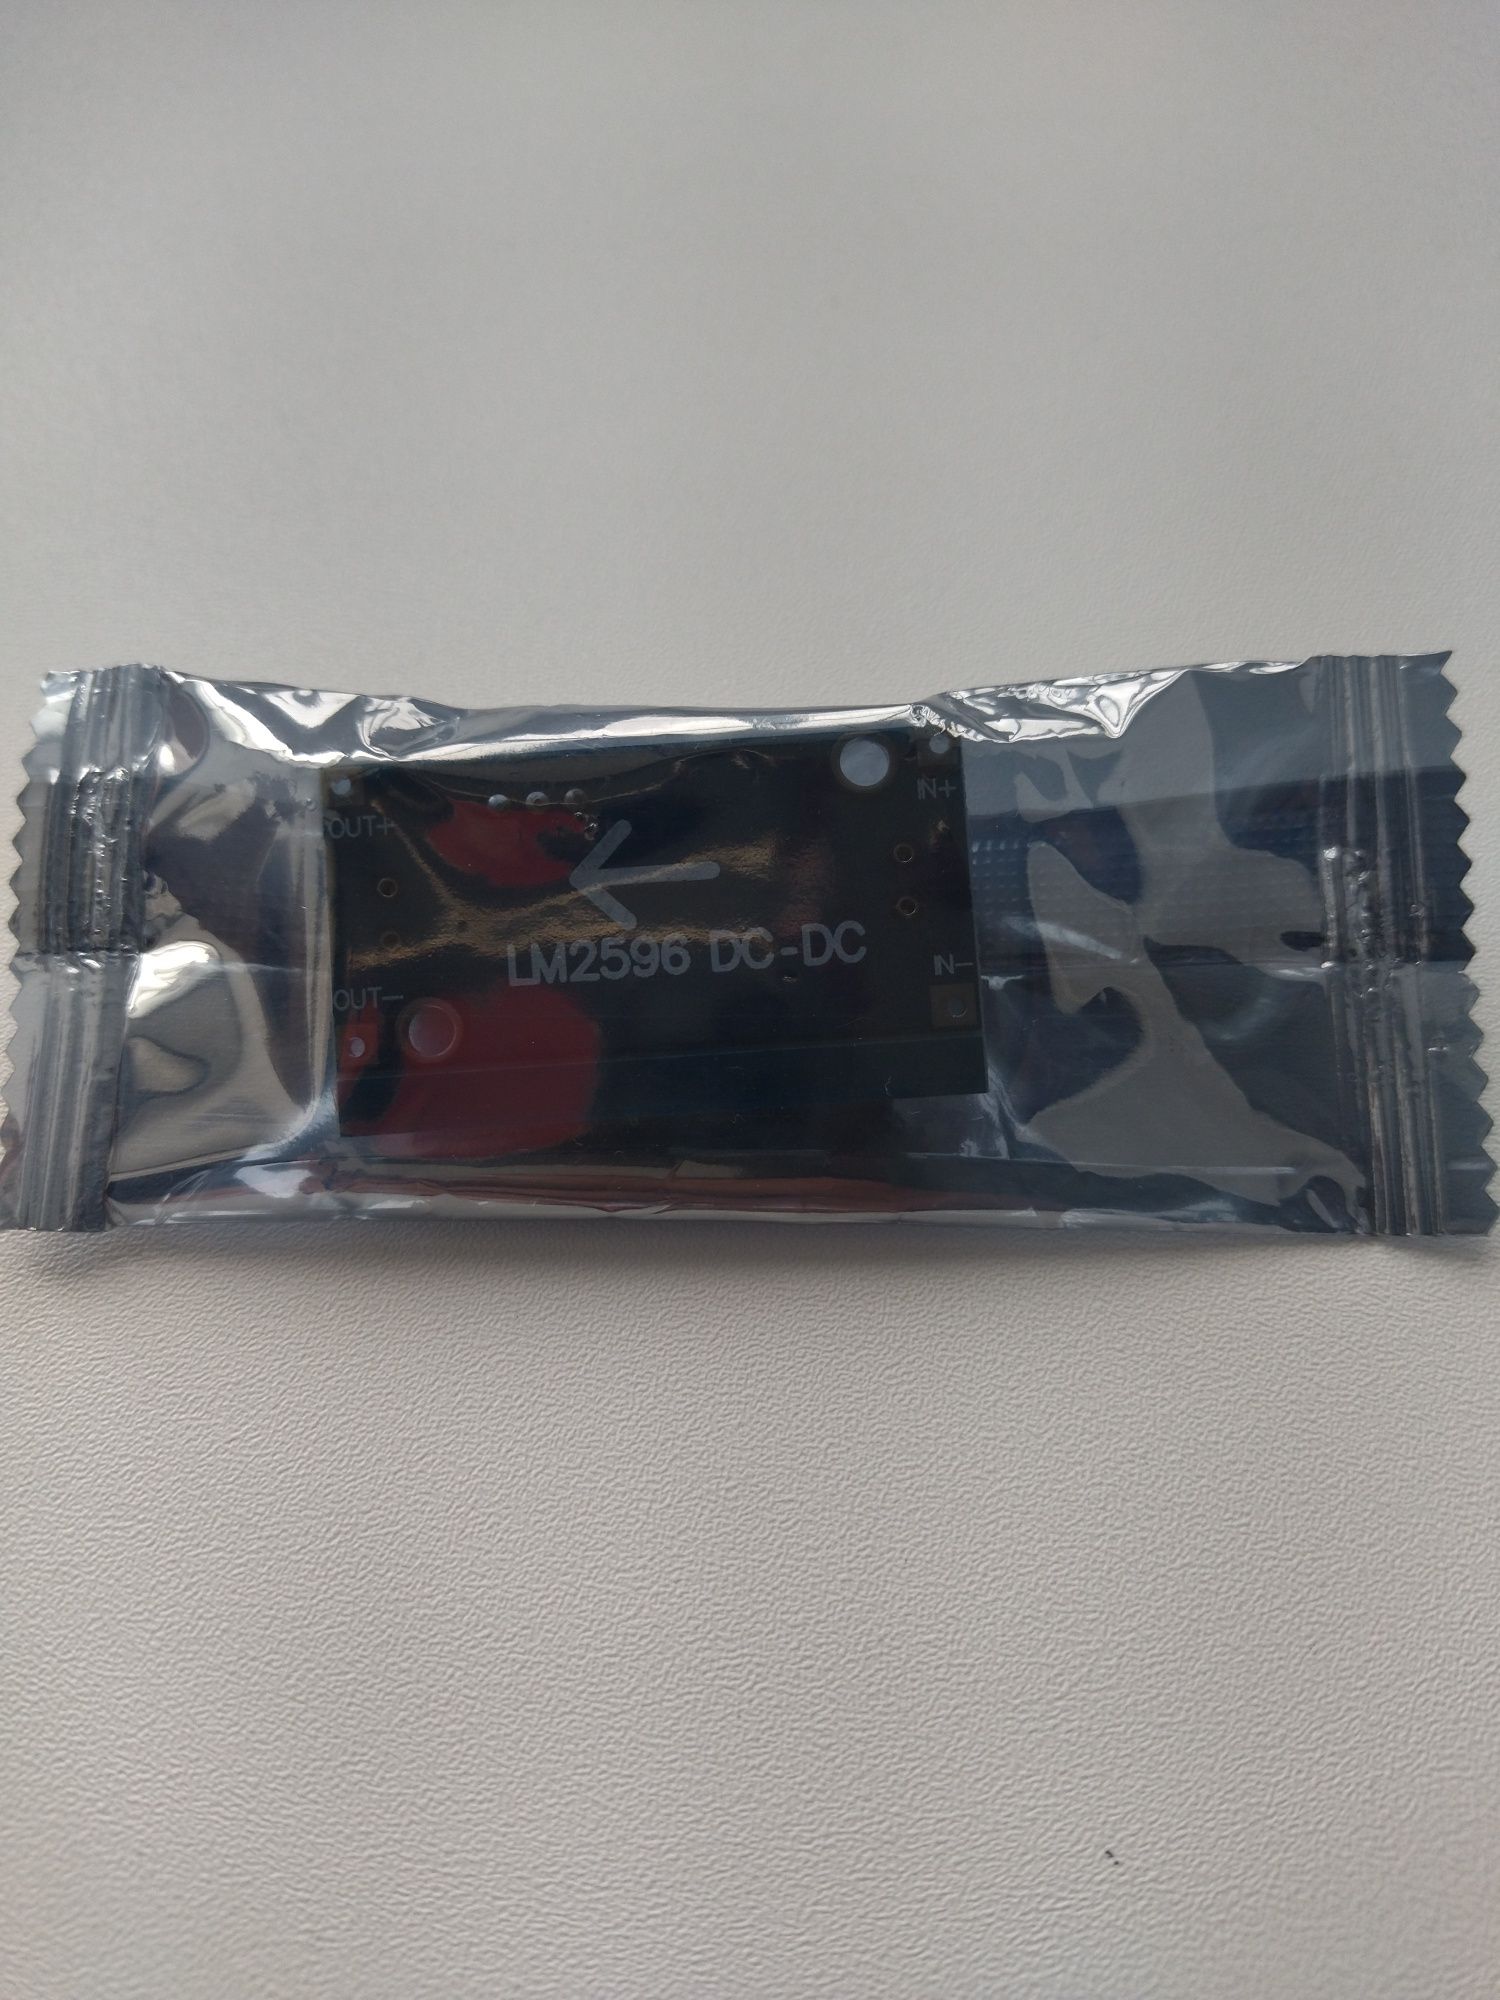 IN+
OUT+
LM2596 DC-DC
IN-
OUT-